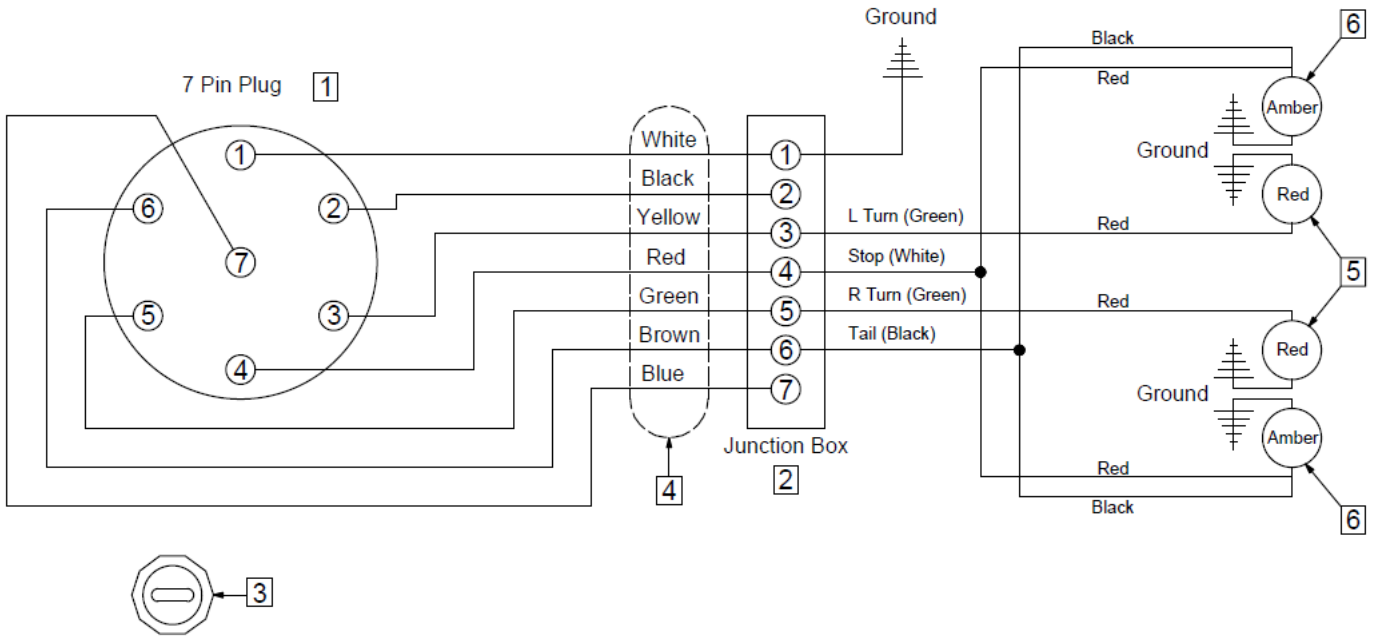 Ground
6
Black
7 Pin Plug 1
Red
Amber
White
1
1
Ground
Black
6
2
2
Red
Yellow
3
L Turn (Green)
Red
7
Red
4
Stop (White)
5
Green
5
R Turn (Green)
Red
5
3
Brown
6
Tail (Black)
Red
4
Blue
7
Ground
Junction Box
Amber
4
2
Red
Black
6
3